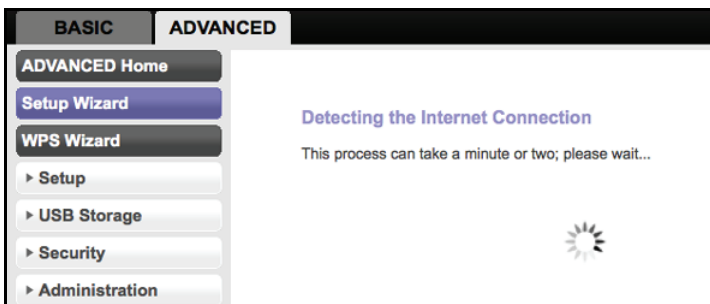 BASIC
ADVANCED
ADVANCED Home
Setup Wizard
WPS Wizard
Setup
USB Storage
Security
Administration
Detecting the Internet Connection
This process can take a minute or two; please wait...